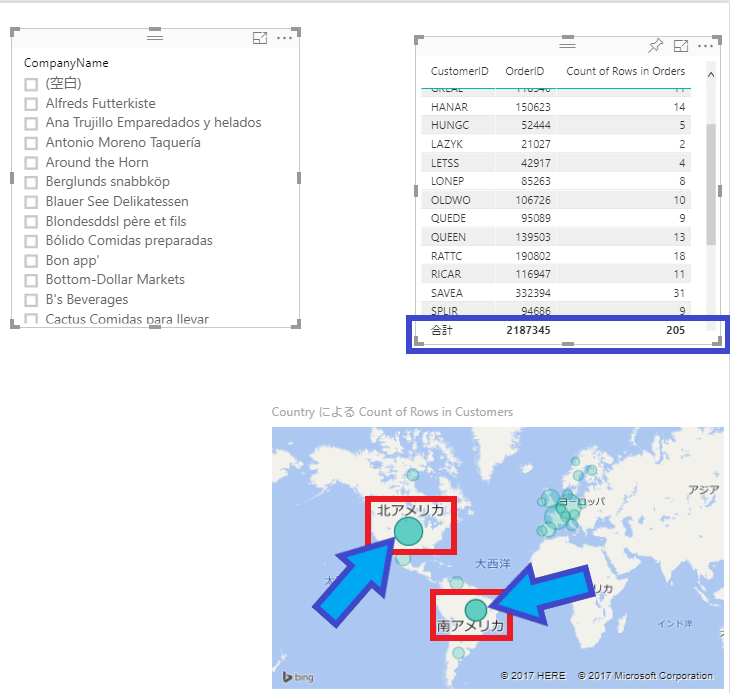 CompanyName
(空白)
Alfreds Futterkiste
Ana Trujillo Emparedados y helados
Antonio Moreno Taquería
Around the Horn
Berglunds snabbköp
Blauer See Delikatessen
Blondesddsl père et fils
Bólido Comidas preparadas
Bon app'
Bottom-Dollar Markets
B's Beverages
Cactus Comidas para llevar
CustomerID OrderID Count of Rows in Orders
HANAR 150623 14
HUNGC 52444 5
LAZYK 21027 2
LETSS 42917 4
LONEP 85263 8
OLDWO 106726 10
QUEDE 95089 9
QUEEN 139503 13
RATTC 190802 18
RICAR 116947 11
SAVEA 332394 31
SPLIR 94686 9
合計 2187345 205
Country による Count of Rows in Customers
北アメリカ
ヨーロッパ
アジア
大西洋
南アメリカ
リカ
インド洋
bing
© 2017 HERE © 2017 Microsoft Corporation